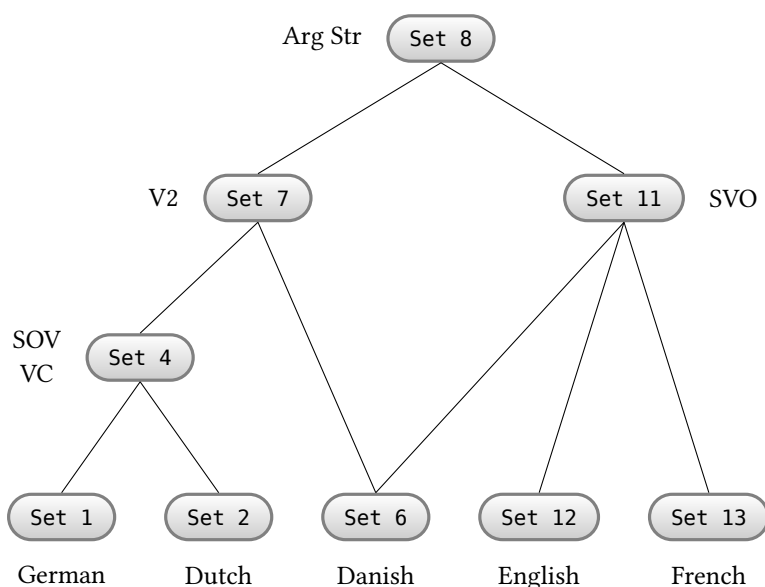 Arg Str Set 8
V2 Set 7 Set 11 SVO
SOV
VC
Set 4
Set 1 Set 2 Set 6 Set 12 Set 13
German Dutch Danish English French